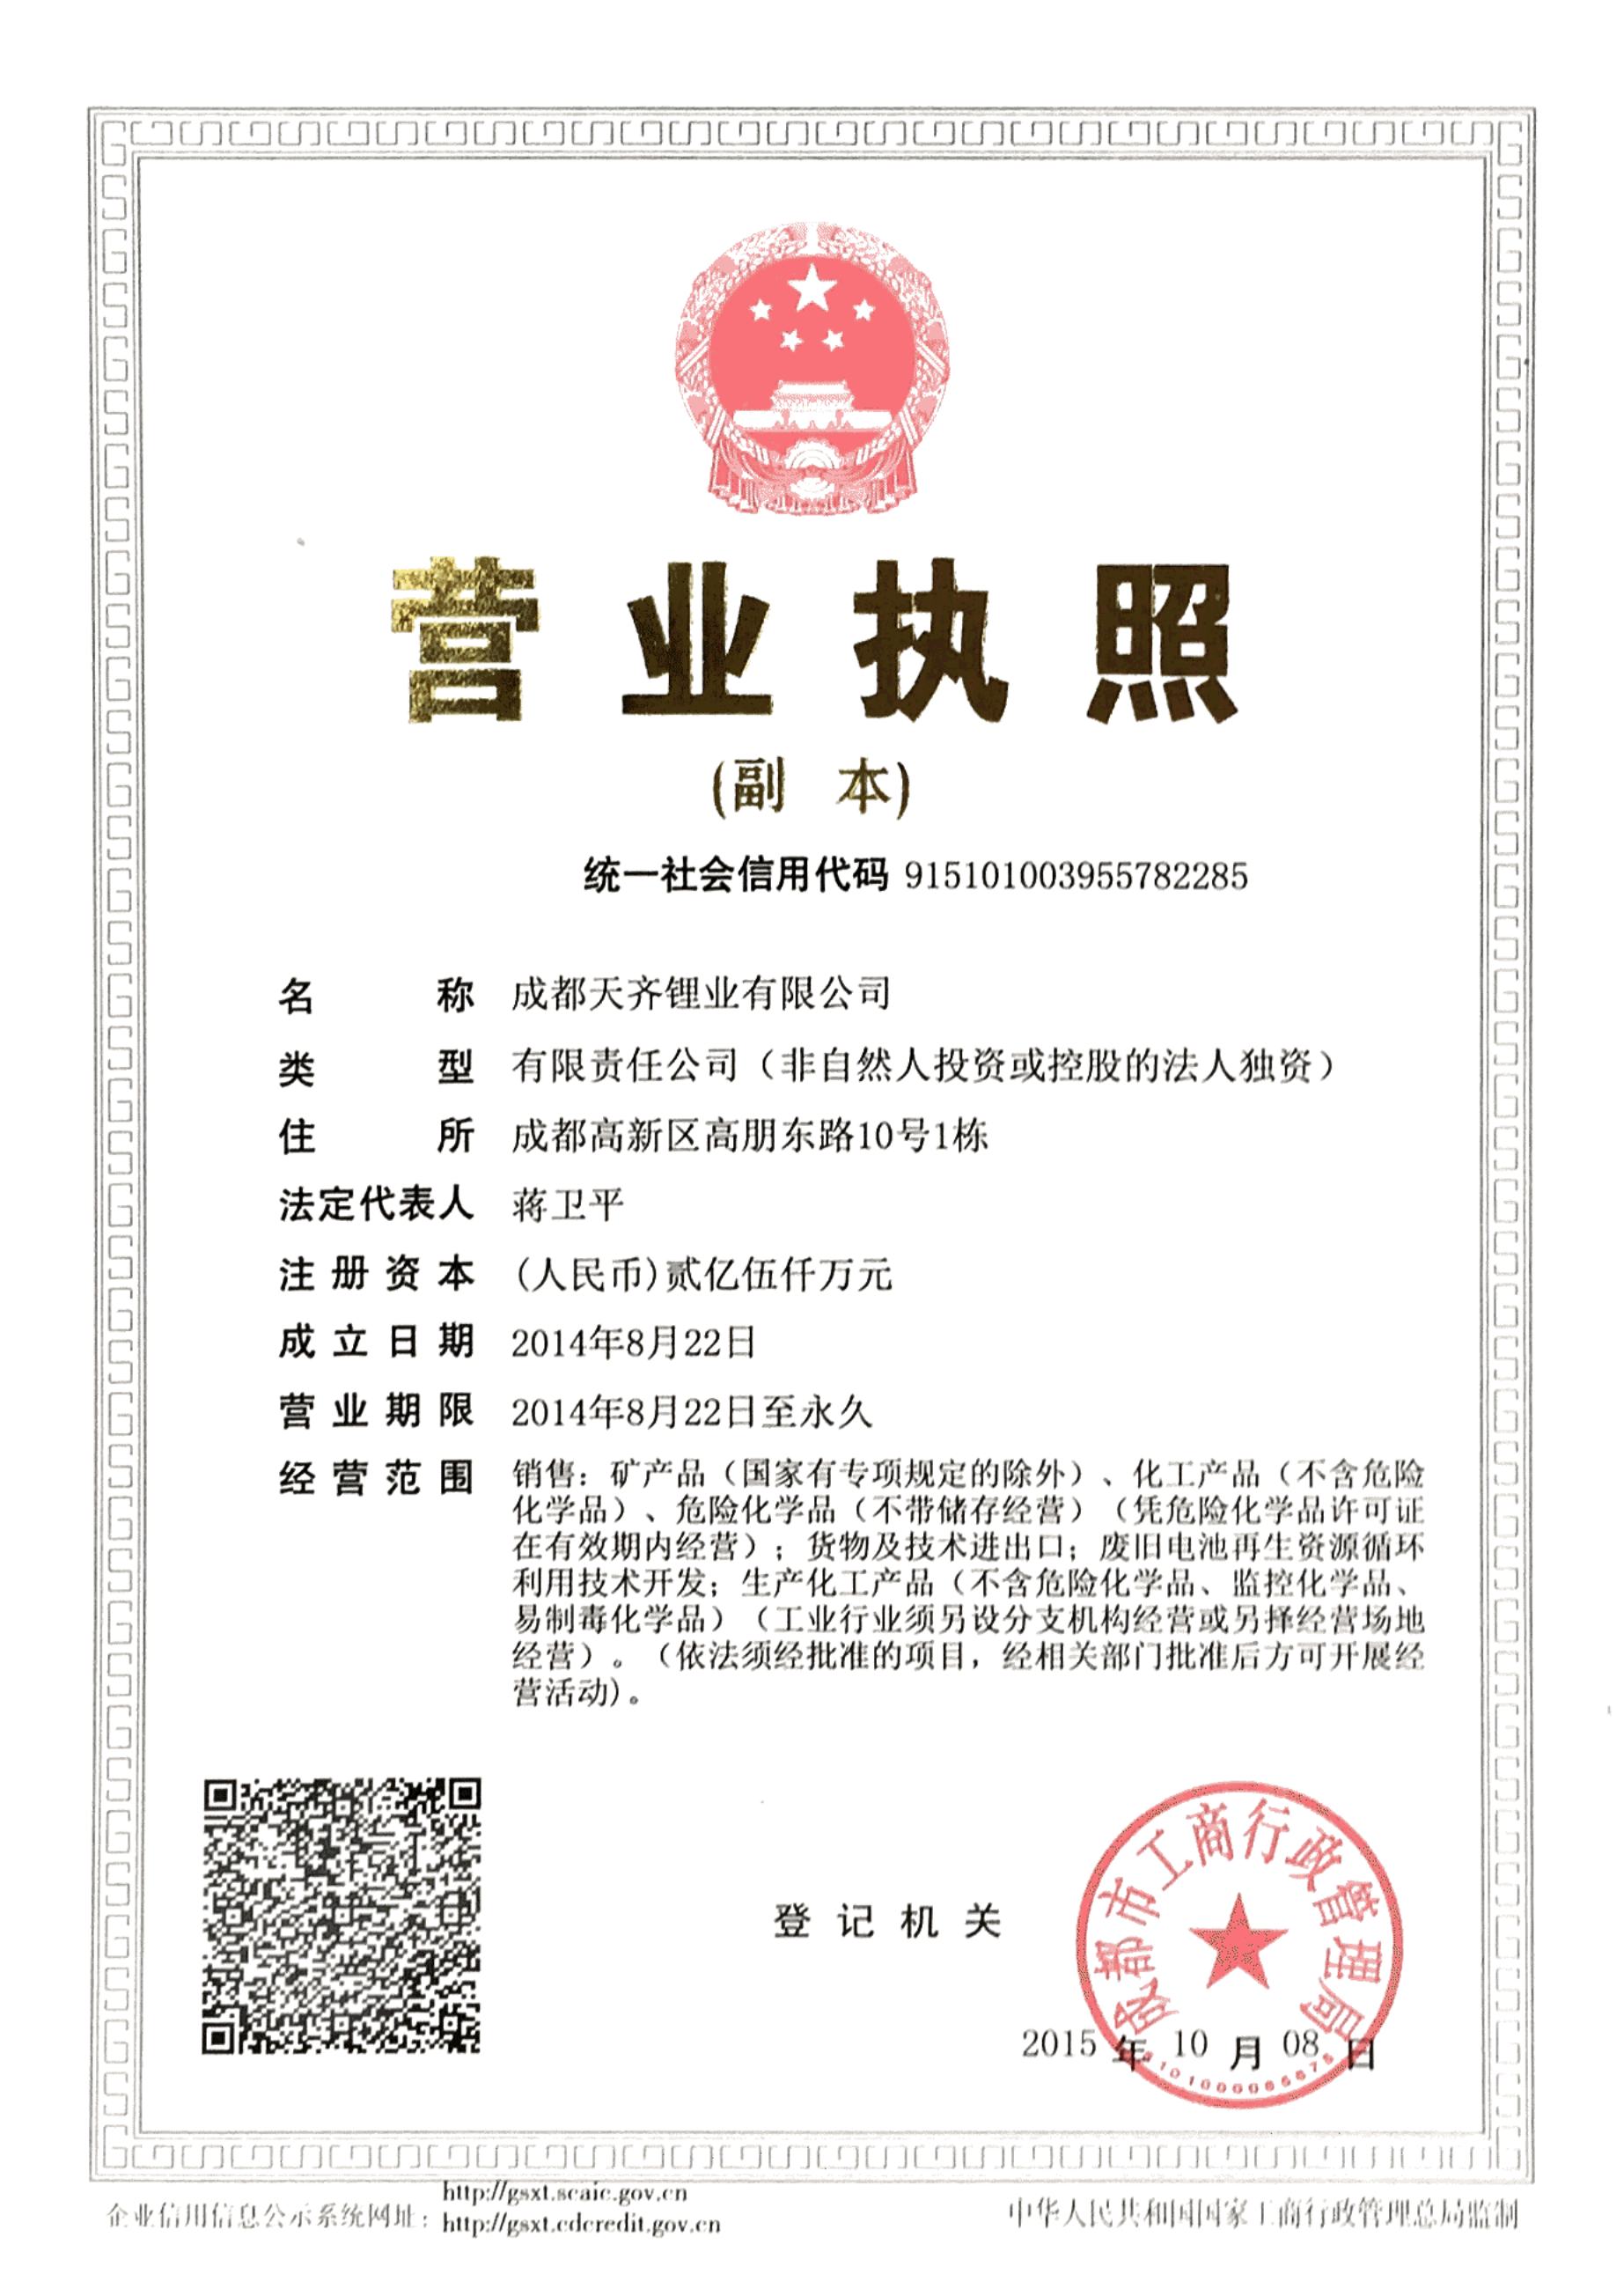 营业执照
(副 本)
统一社会信用代码 915101003955782285
名 称 成都天齐锂业有限公司
类 型 有限责任公司（非自然人投资或控股的法人独资）
住 所 成都高新区高朋东路10号1栋
法定代表人 蒋卫平
注册资本 (人民币)贰亿伍仟万元
成立日期 2014年8月22日
营业期限 2014年8月22日至永久
经营范围 销售：矿产品（国家有专项规定的除外）、化工产品（不含危险
化学品）、危险化学品（不带储存经营）（凭危险化学品许可证
在有效期内经营）；货物及技术进出口；废旧电池再生资源循环
利用技术开发；生产化工产品（不含危险化学品、监控化学品、
易制毒化学品）（工业行业须另设分支机构经营或另择经营场地
经营）。（依法须经批准的项目，经相关部门批准后方可开展经
营活动)。
登记机关
成都市工商行政管理局
2015 年 10 月 08 日
企业信用信息公示系统网址：
http://gsxt.scaic.gov.cn
http://gsxt.cdcredit.gov.cn
中华人民共和国国家工商行政管理总局监制